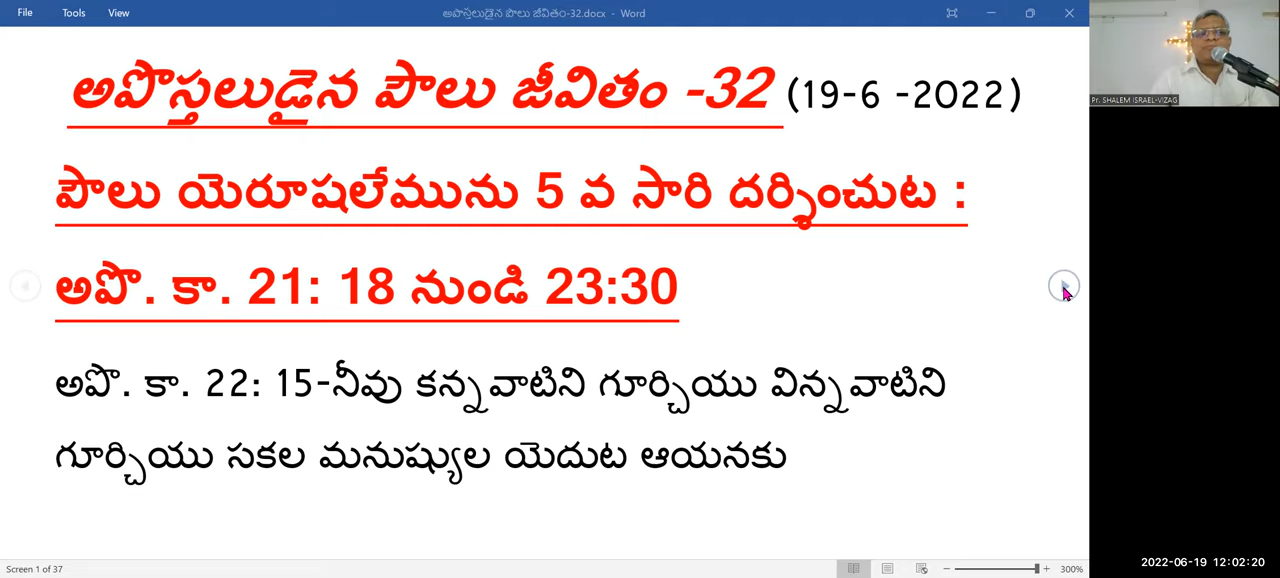 File Tools View అపొస్తలుడైన పౌలు జీవితం-32.docx - Word
అపొస్తలుడైన పౌలు జీవితం -32 (19-6 -2022)
Pr. SHALEM ISRAEL-VIZAG
పౌలు యెరూషలేమును 5 వ సారి దర్శించుట :
అపొ. కా. 21: 18 నుండి 23:30
అపొ. కా. 22: 15-నీవు కన్నవాటిని గూర్చియు విన్నవాటిని
గూర్చియు సకల మనుష్యుల యెదుట ఆయనకు
Screen 1 of 37 300%
2022-06-19 12:02:20